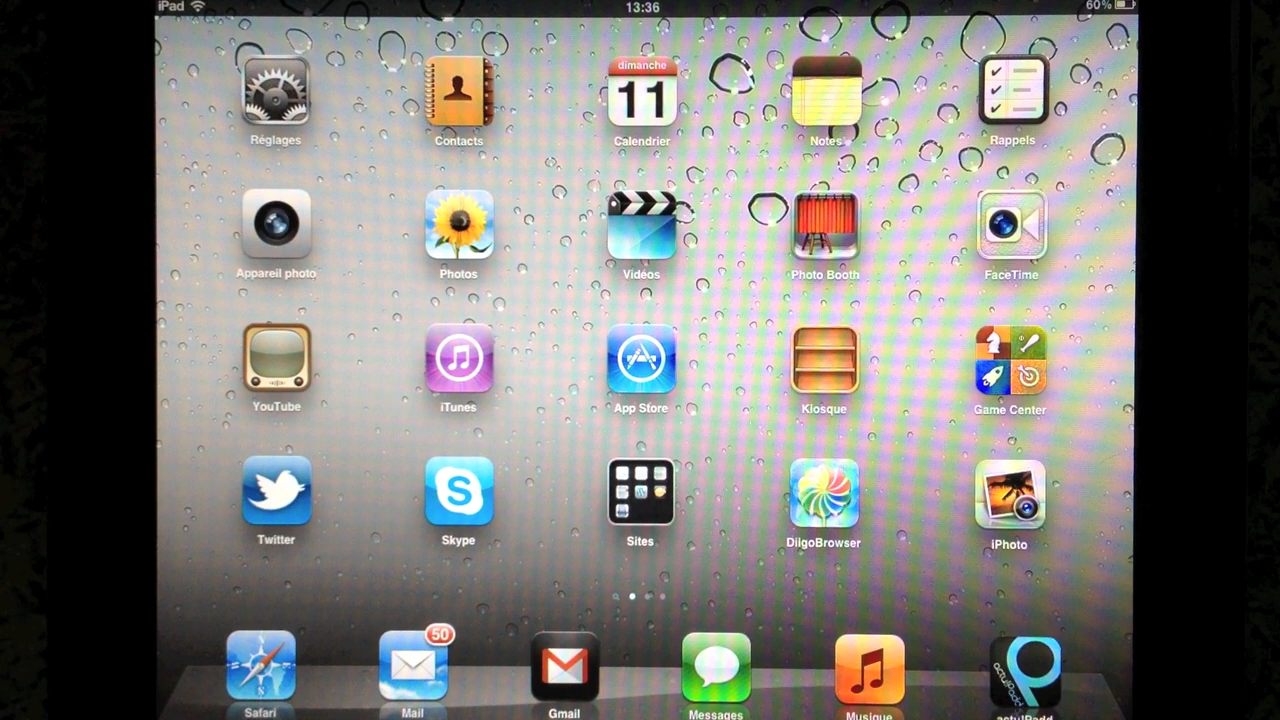 iPad 13:36 60%
dimanche
11
Réglages Contacts Calendrier Notes Rappels
Appareil photo Photos Vidéos Photo Booth FaceTime
YouTube iTunes App Store Kiosque Game Center
Twitter Skype Sites DiigoBrowser iPhoto
50
Safari Mail Gmail Messages Musique actuIPadd